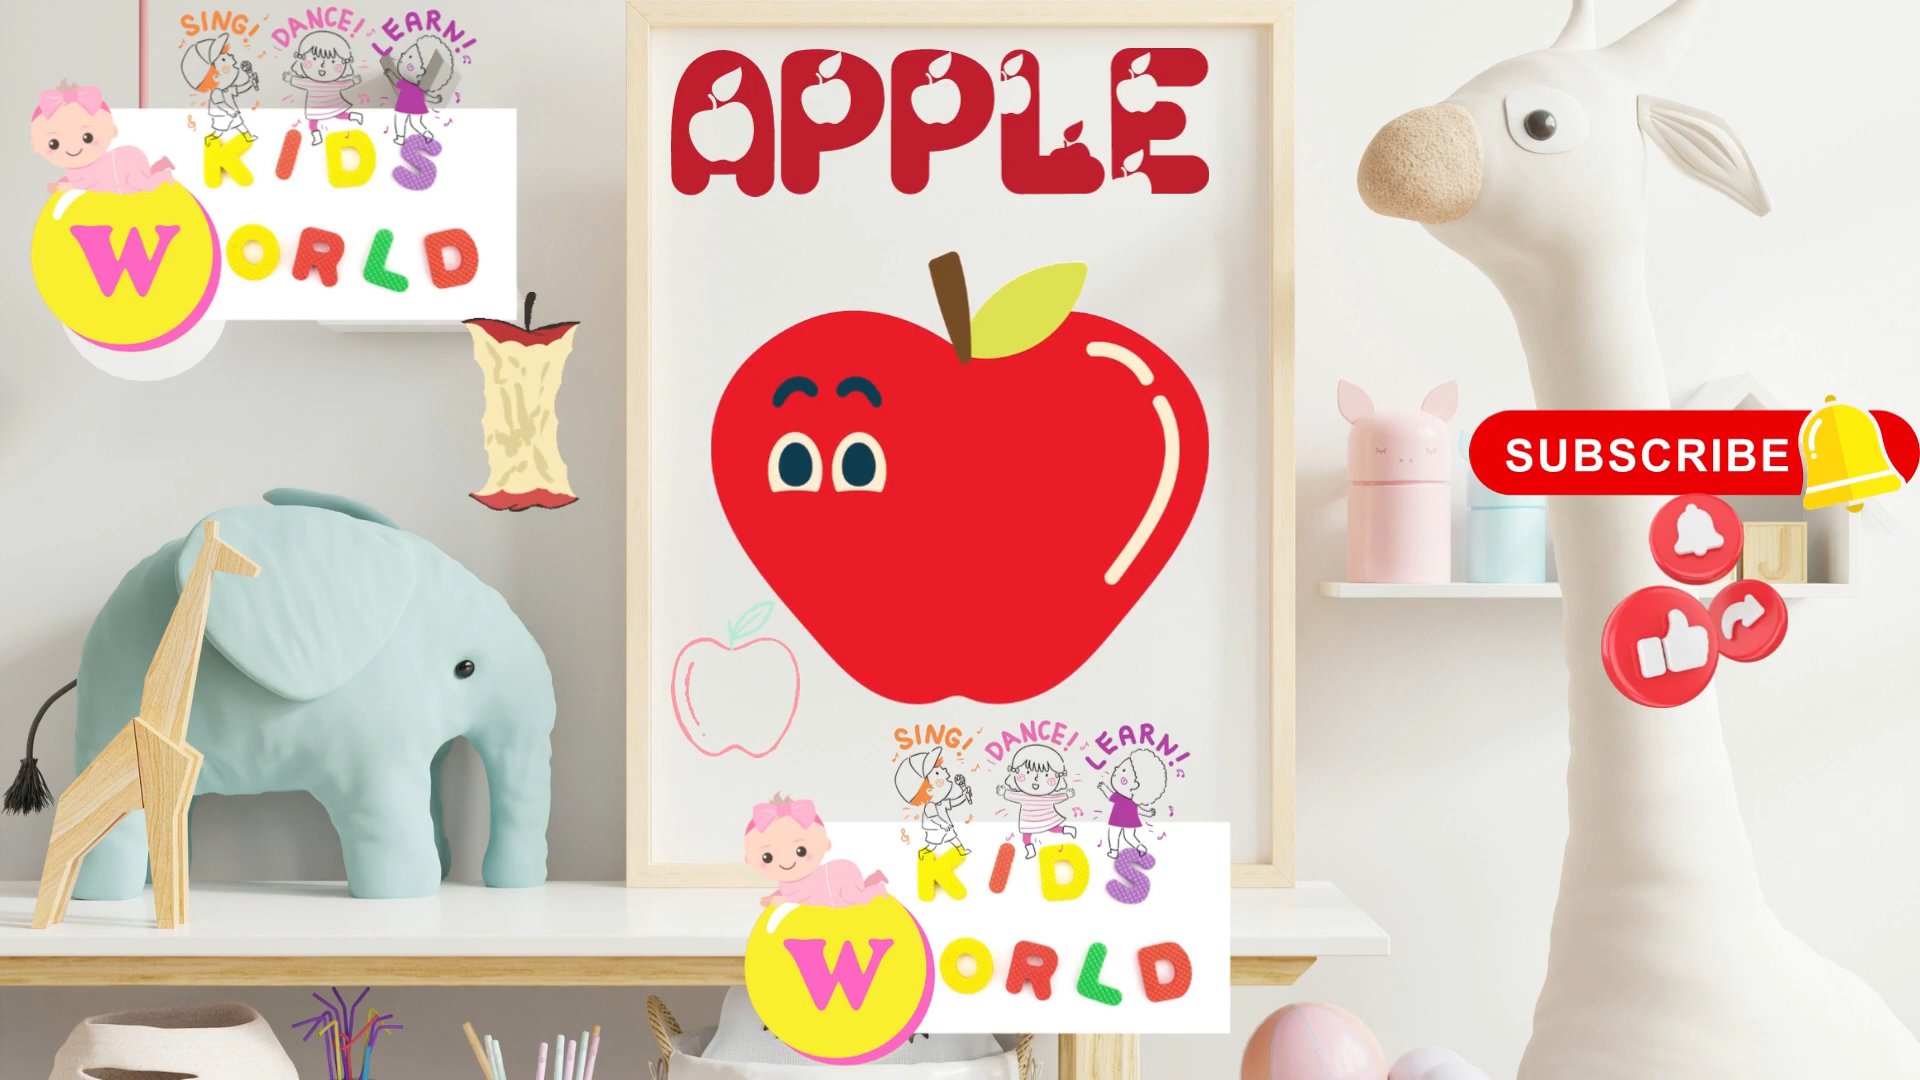 SING! DANCE! LEARN!
KIDS
WORLD
APPLE
SUBSCRIBE
J
SING! DANCE! LEARN!
KIDS
WORLD